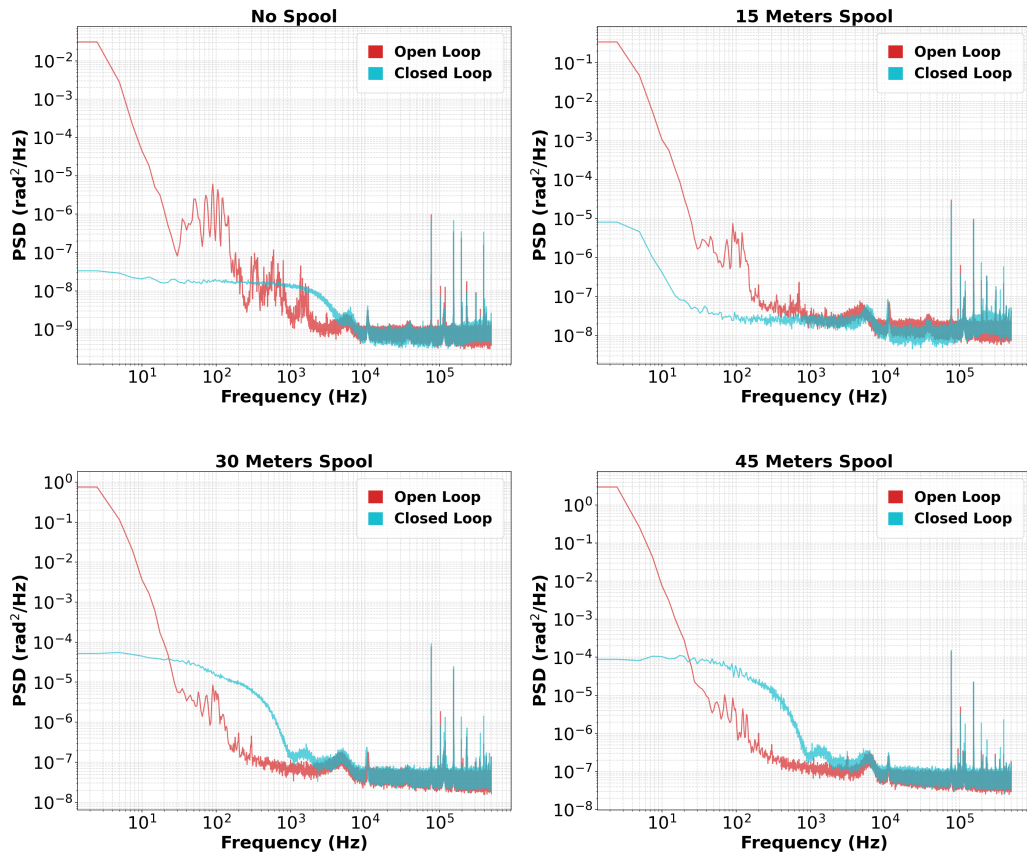 No Spool
Open Loop
Closed Loop
PSD (rad²/Hz)
10⁻²
10⁻³
10⁻⁴
10⁻⁵
10⁻⁶
10⁻⁷
10⁻⁸
10⁻⁹
10¹ 10² 10³ 10⁴ 10⁵
Frequency (Hz)
15 Meters Spool
Open Loop
Closed Loop
PSD (rad²/Hz)
10⁻¹
10⁻²
10⁻³
10⁻⁴
10⁻⁵
10⁻⁶
10⁻⁷
10⁻⁸
10¹ 10² 10³ 10⁴ 10⁵
Frequency (Hz)
30 Meters Spool
Open Loop
Closed Loop
PSD (rad²/Hz)
10⁰
10⁻¹
10⁻²
10⁻³
10⁻⁴
10⁻⁵
10⁻⁶
10⁻⁷
10⁻⁸
10¹ 10² 10³ 10⁴ 10⁵
Frequency (Hz)
45 Meters Spool
Open Loop
Closed Loop
PSD (rad²/Hz)
10⁰
10⁻¹
10⁻²
10⁻³
10⁻⁴
10⁻⁵
10⁻⁶
10⁻⁷
10⁻⁸
10¹ 10² 10³ 10⁴ 10⁵
Frequency (Hz)